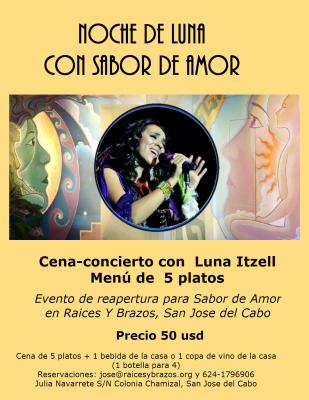 NOCHE DE LUNA
CON SABOR DE AMOR
Cena-concierto con Luna Itzell
Menú de 5 platos
Evento de reapertura para Sabor de Amor
en Raices Y Brazos, San Jose del Cabo
Precio 50 usd
Cena de 5 platos + 1 bebida de la casa o 1 copa de vino de la casa
(1 botella para 4)
Reservaciones: jose@raicesybrazos.org y 624-1796906
Julia Navarrete S/N Colonia Chamizal, San Jose del Cabo